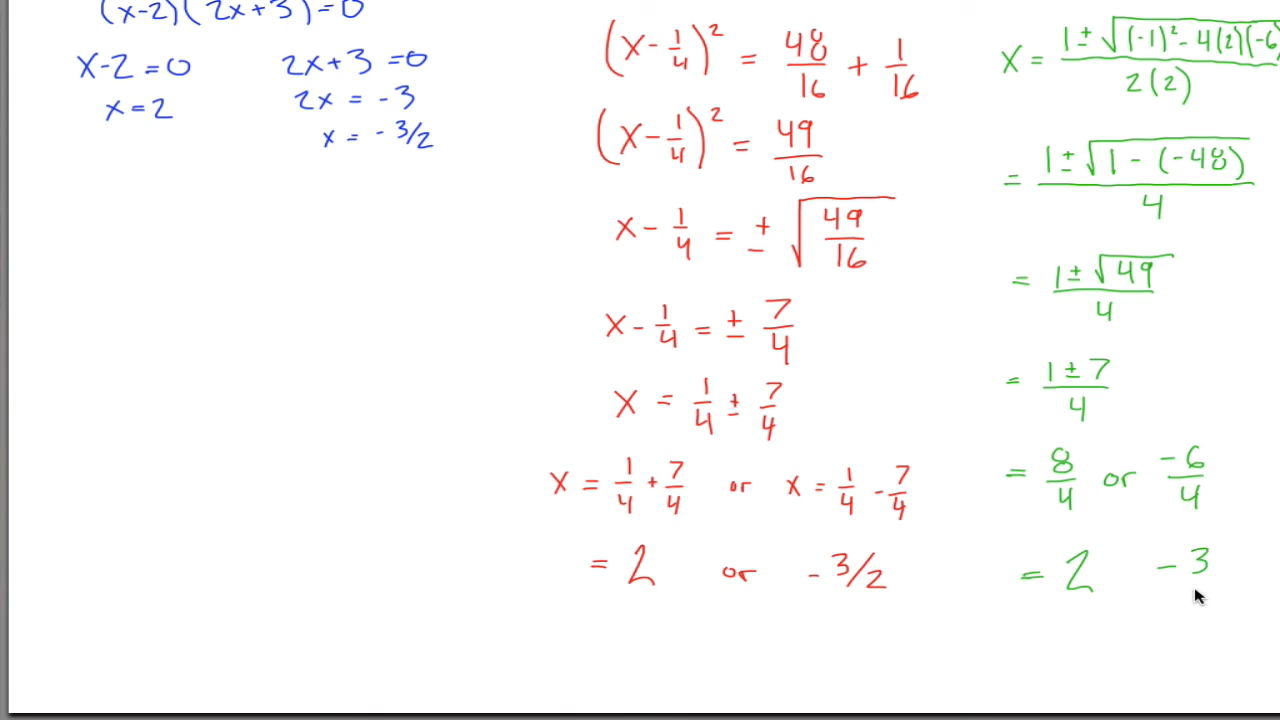 (x-2)(2x+3)=0
x-2=0 2x+3=0
x=2 2x = -3
x = -3/2
(x-1/4)² = 48/16 + 1/16
(x-1/4)² = 49/16
x-1/4 = ±√(49/16)
x-1/4 = ± 7/4
x = 1/4 ± 7/4
x = 1/4 + 7/4 or x = 1/4 - 7/4
= 2 or -3/2
x = 1±√((-1)²-4(2)(-6 / 2(2)
= 1±√(1-(-48)) / 4
= 1±√49 / 4
= 1±7 / 4
= 8/4 or -6/4
= 2 -3